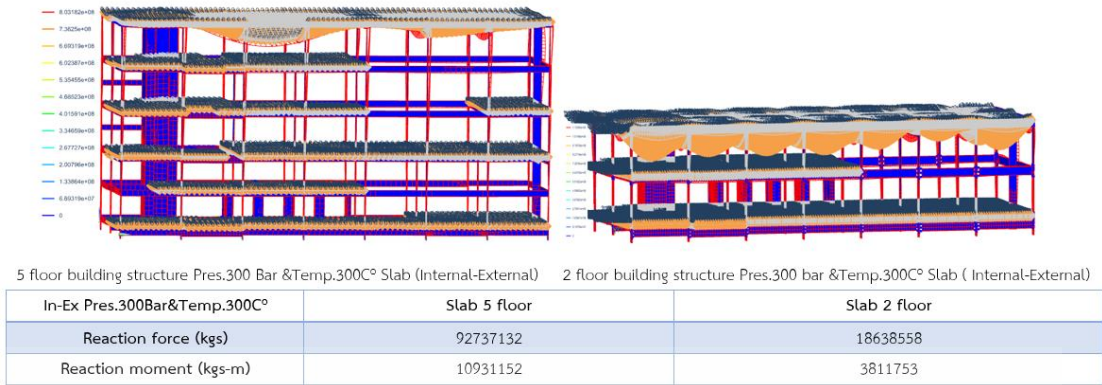 8.03182e+08
7.3625e+08
6.69319e+08
6.02387e+08
5.35455e+08
4.68523e+08
4.01591e+08
3.34659e+08
2.67727e+08
2.00796e+08
1.33864e+08
6.69319e+07
0
5 floor building structure Pres.300 Bar &Temp.300C° Slab (Internal-External)
2 floor building structure Pres.300 bar &Temp.300C° Slab ( Internal-External)
In-Ex Pres.300Bar&Temp.300C° Slab 5 floor Slab 2 floor
Reaction force (kgs) 92737132 18638558
Reaction moment (kgs-m) 10931152 3811753